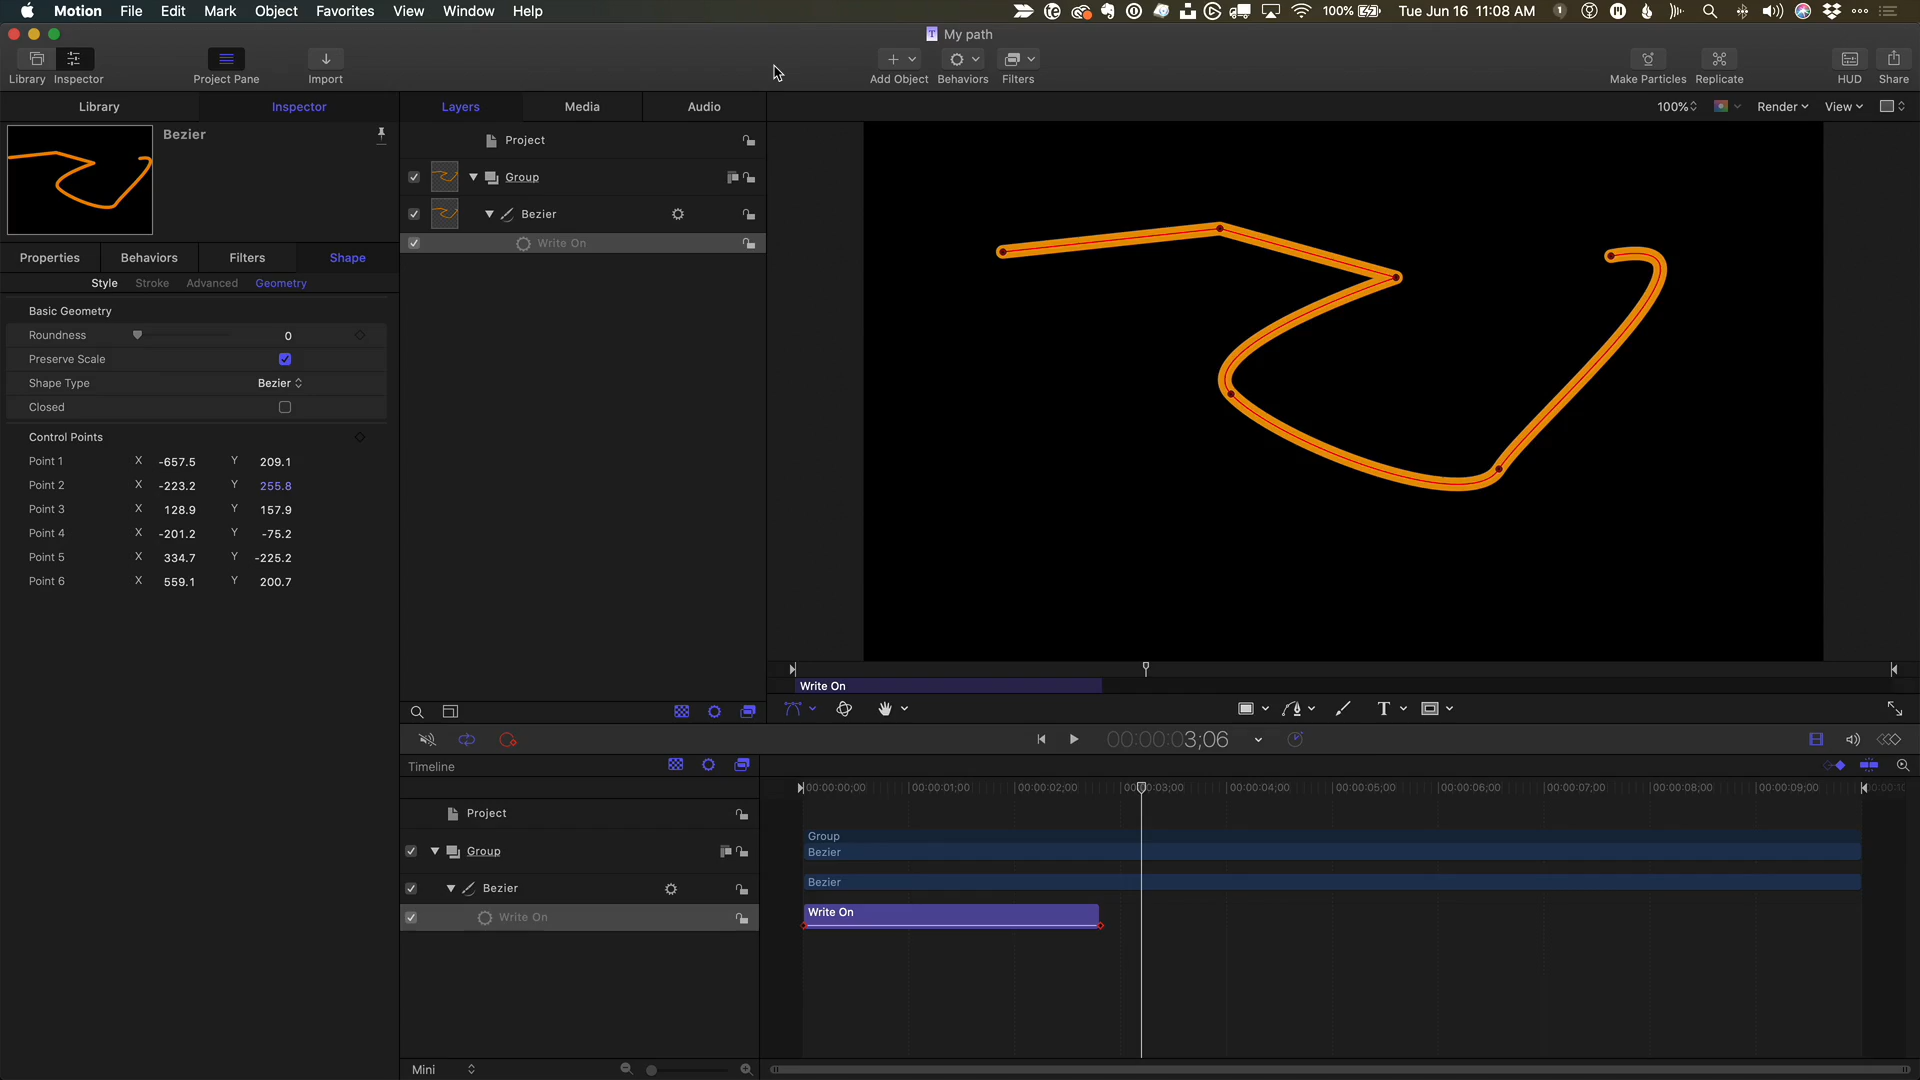 Motion File Edit Mark Object Favorites View Window Help 100% Tue Jun 16 11:08 AM
My path
Library Inspector Project Pane Import Add Object Behaviors Filters Make Particles Replicate HUD Share
Library Inspector Layers Media Audio 100% Render View
Bezier
Project
Group
Bezier
Write On
Properties Behaviors Filters Shape
Style Stroke Advanced Geometry
Basic Geometry
Roundness 0
Preserve Scale
Shape Type Bezier
Closed
Control Points
Point 1 X -657.5 Y 209.1
Point 2 X -223.2 Y 255.8
Point 3 X 128.9 Y 157.9
Point 4 X -201.2 Y -75.2
Point 5 X 334.7 Y -225.2
Point 6 X 559.1 Y 200.7
Write On
T
00:00:03;06
Timeline
00:00:00;00 00:00:01;00 00:00:02;00 00:00:03;00 00:00:04;00 00:00:05;00 00:00:06;00 00:00:07;00 00:00:08;00 00:00:09;00
Project
Group
Bezier
Write On
Group
Bezier
Bezier
Write On
Mini